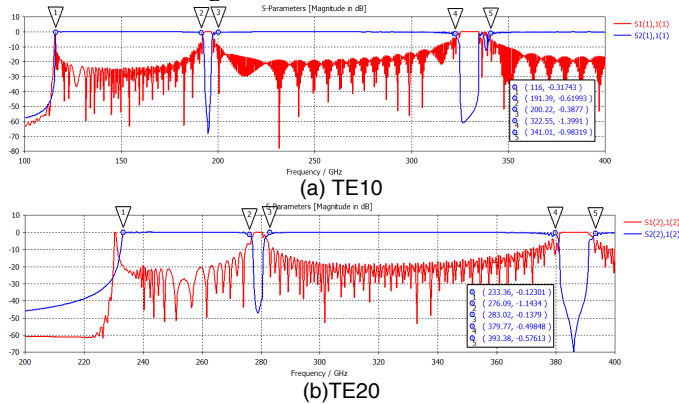 S-Parameters [Magnitude in dB]
1 2 3 4 5
S1(1),1(1)
S2(1),1(1)
10
0
-10
-20
-30
-40
-50
-60
-70
-80
( 116, -0.31743 )
( 191.39, -0.61993 )
( 200.22, -0.3877 )
( 322.55, -1.3991 )
( 341.01, -0.98319 )
100 150 200 250 300 350 400
Frequency / GHz
(a) TE10
S-Parameters [Magnitude in dB]
1 2 3 4 5
S1(2),1(2)
S2(2),1(2)
10
0
-10
-20
-30
-40
-50
-60
-70
( 233.36, -0.12301 )
( 276.09, -1.1434 )
( 283.02, -0.1379 )
( 379.77, -0.49848 )
( 393.38, -0.57613 )
200 220 240 260 280 300 320 340 360 380 400
Frequency / GHz
(b)TE20